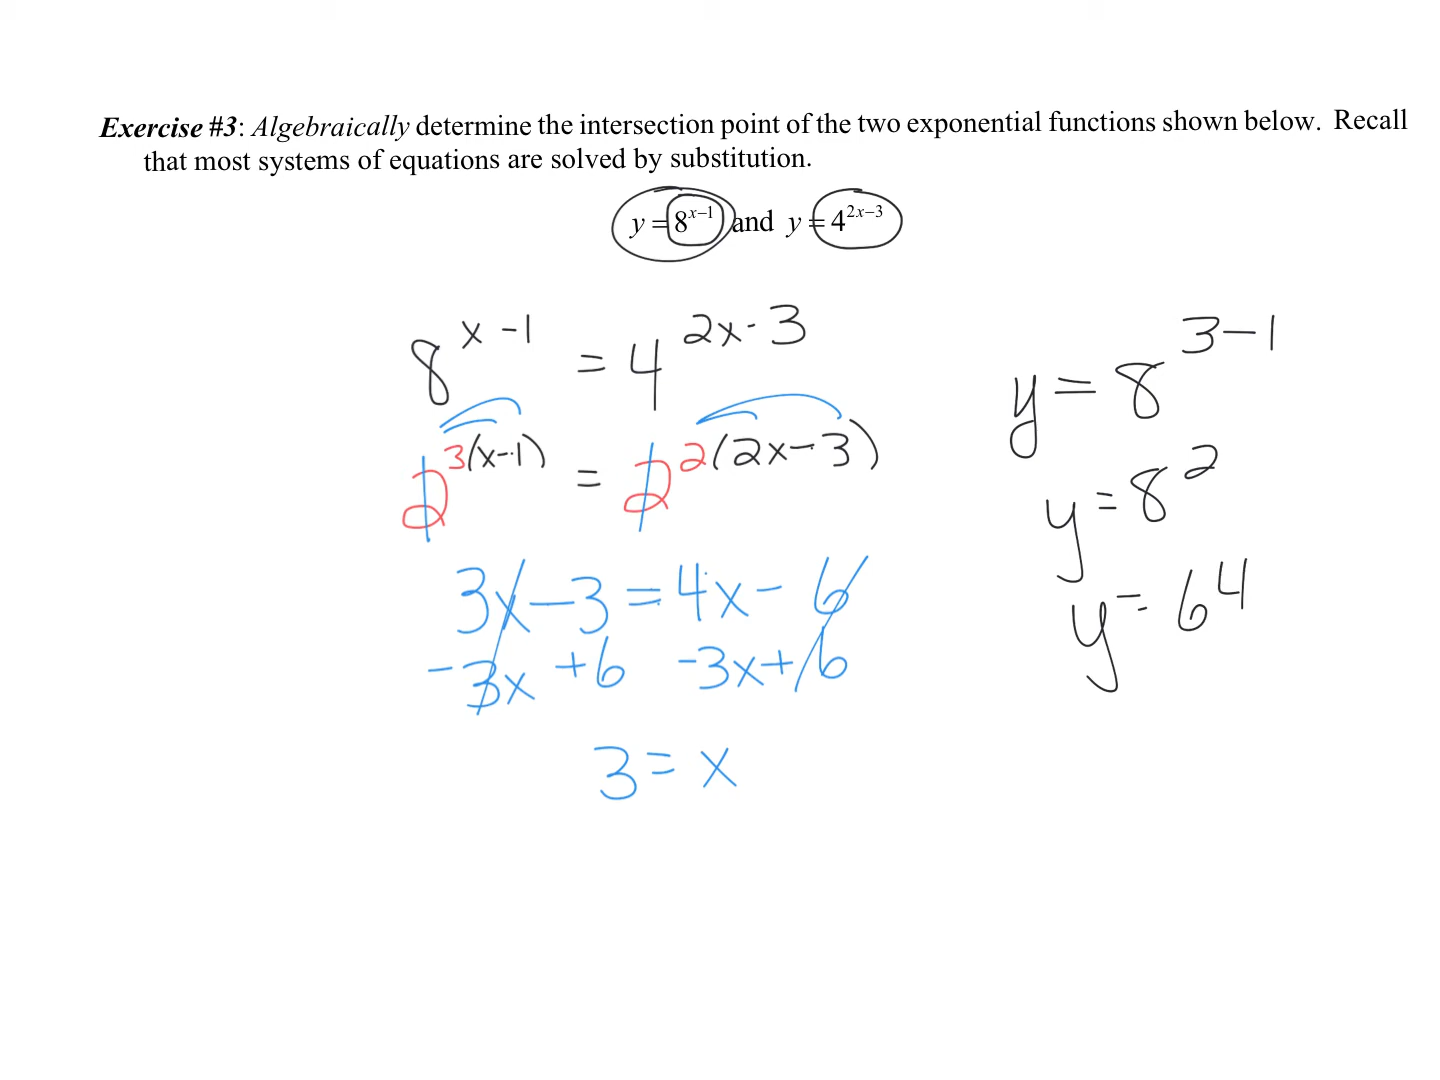 Exercise #3: Algebraically determine the intersection point of the two exponential functions shown below. Recall
that most systems of equations are solved by substitution.
y = 8^{x−1} and y = 4^{2x−3}
8^{x-1} = 4^{2x-3}
2^{3(x-1)} = 2^{2(2x-3)}
3x-3 = 4x-6
-3x +6 -3x+6
3 = x
y = 8^{3-1}
y = 8^{2}
y = 64